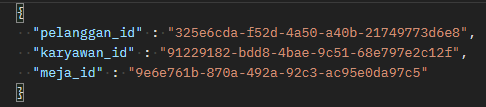 {
"pelanggan_id" : "325e6cda-f52d-4a50-a40b-21749773d6e8",
"karyawan_id" : "91229182-bdd8-4bae-9c51-68e797e2c12f",
"meja_id" : "9e6e761b-870a-492a-92c3-ac95e0da97c5"
}